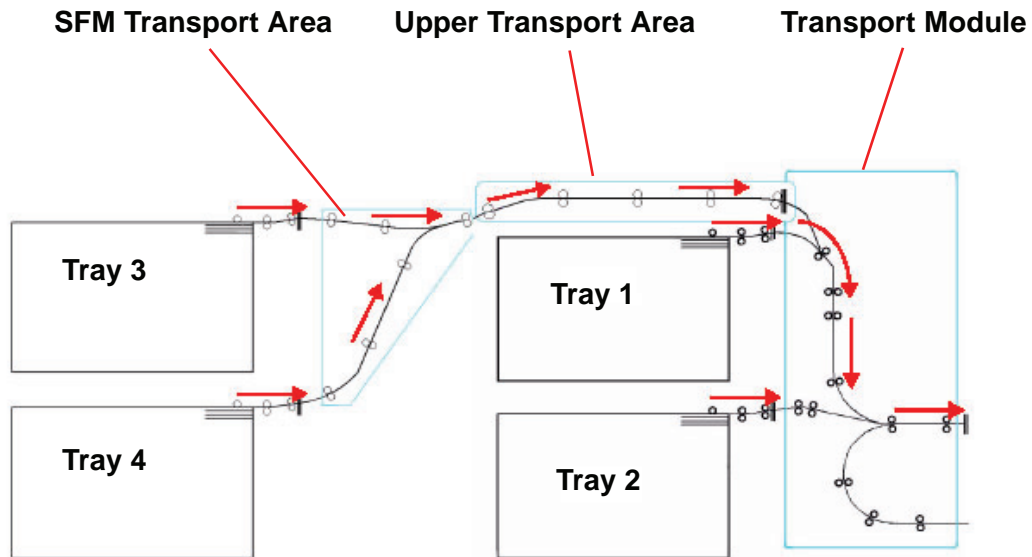 SFM Transport Area
Upper Transport Area
Transport Module
Tray 3
Tray 1
Tray 4
Tray 2